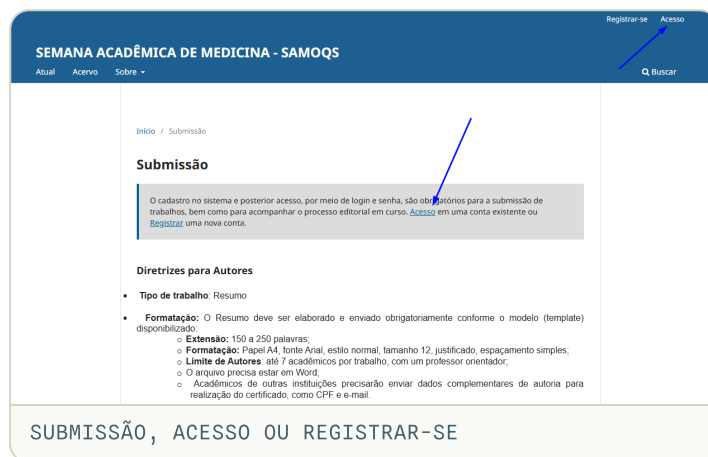 Registrar-se Acesso
SEMANA ACADÊMICA DE MEDICINA - SAMOQS
Atual Acervo Sobre
Buscar
Início / Submissão
Submissão
O cadastro no sistema e posterior acesso, por meio de login e senha, são obrigatórios para a submissão de
trabalhos, bem como para acompanhar o processo editorial em curso. Acesso em uma conta existente ou
Registrar uma nova conta.
Diretrizes para Autores
• Tipo de trabalho: Resumo
• Formatação: O Resumo deve ser elaborado e enviado obrigatoriamente conforme o modelo (template)
disponibilizado:
○ Extensão: 150 a 250 palavras;
○ Formatação: Papel A4, fonte Arial, estilo normal, tamanho 12, justificado, espaçamento simples;
○ Limite de Autores: até 7 acadêmicos por trabalho, com um professor orientador;
○ O arquivo precisa estar em Word;
○ Acadêmicos de outras instituições precisarão enviar dados complementares de autoria para
realização do certificado, como CPF e e-mail.
SUBMISSÃO, ACESSO OU REGISTRAR-SE